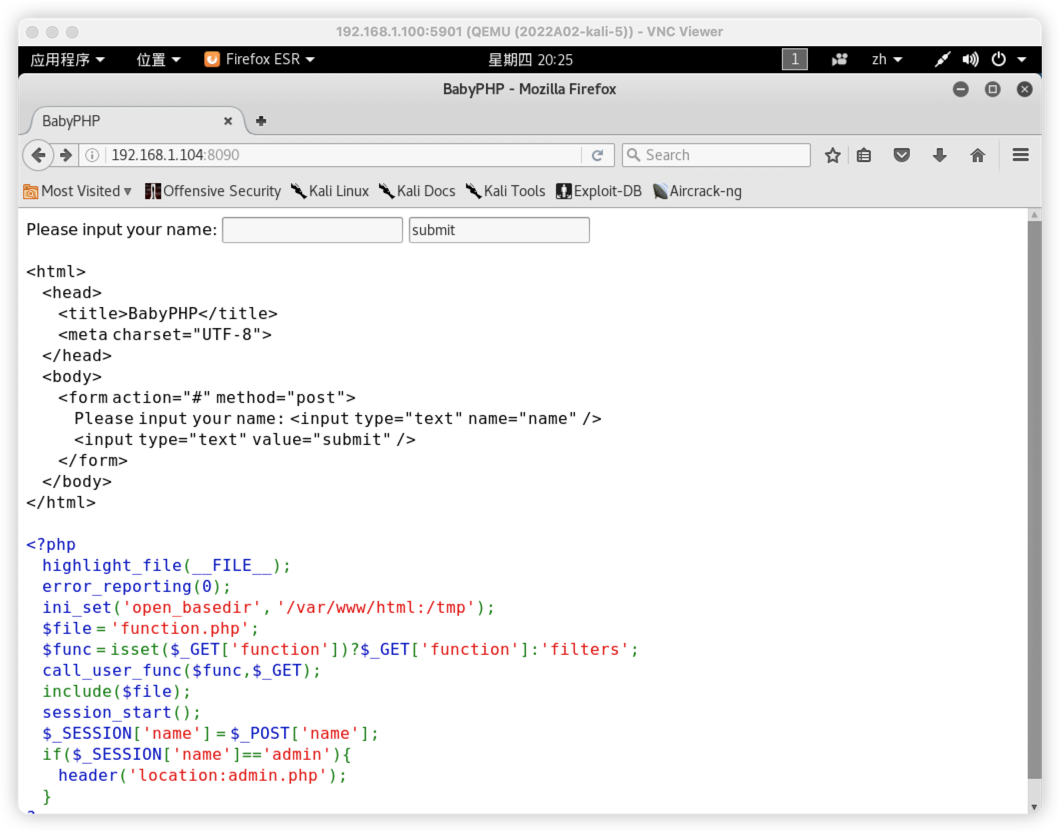 192.168.1.100:5901 (QEMU (2022A02-kali-5)) - VNC Viewer
应用程序 位置 Firefox ESR 星期四 20:25 1 zh
BabyPHP - Mozilla Firefox
BabyPHP
192.168.1.104:8090 Search
Most Visited Offensive Security Kali Linux Kali Docs Kali Tools Exploit-DB Aircrack-ng
Please input your name: submit
<html>
<head>
<title>BabyPHP</title>
<meta charset="UTF-8">
</head>
<body>
<form action="#" method="post">
Please input your name: <input type="text" name="name" />
<input type="text" value="submit" />
</form>
</body>
</html>
<?php
highlight_file(__FILE__);
error_reporting(0);
ini_set('open_basedir', '/var/www/html:/tmp');
$file = 'function.php';
$func = isset($_GET['function'])?$_GET['function']:'filters';
call_user_func($func,$_GET);
include($file);
session_start();
$_SESSION['name'] = $_POST['name'];
if($_SESSION['name']=='admin'){
header('location:admin.php');
}